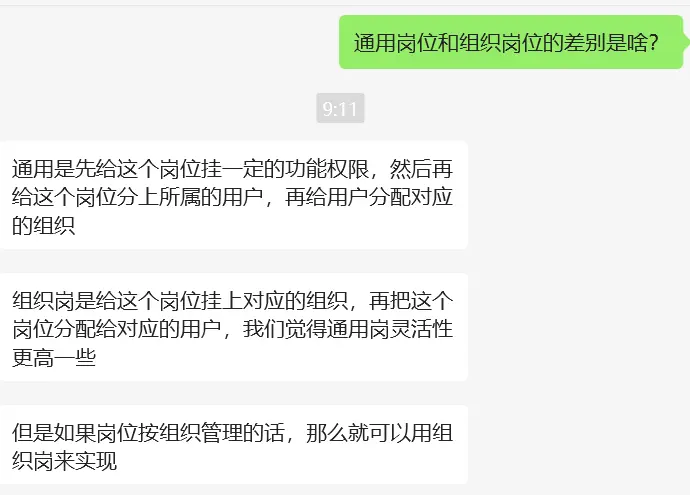 通用岗位和组织岗位的差别是啥？
9:11
通用是先给这个岗位挂一定的功能权限，然后再
给这个岗位分上所属的用户，再给用户分配对应
的组织
组织岗是给这个岗位挂上对应的组织，再把这个
岗位分配给对应的用户，我们觉得通用岗灵活性
更高一些
但是如果岗位按组织管理的话，那么就可以用组
织岗来实现